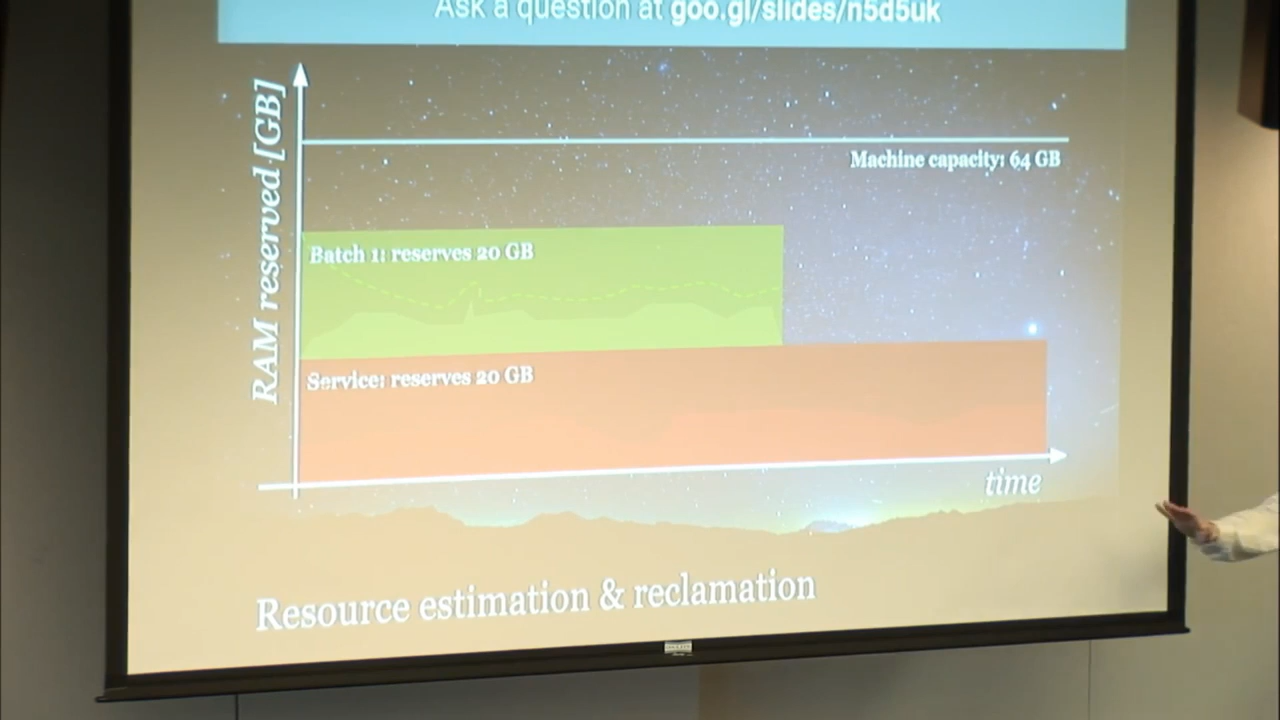 Ask a question at goo.gl/slides/n5d5uk
RAM reserved [GB]
Machine capacity: 64 GB
Batch 1: reserves 20 GB
Service: reserves 20 GB
time
Resource estimation & reclamation